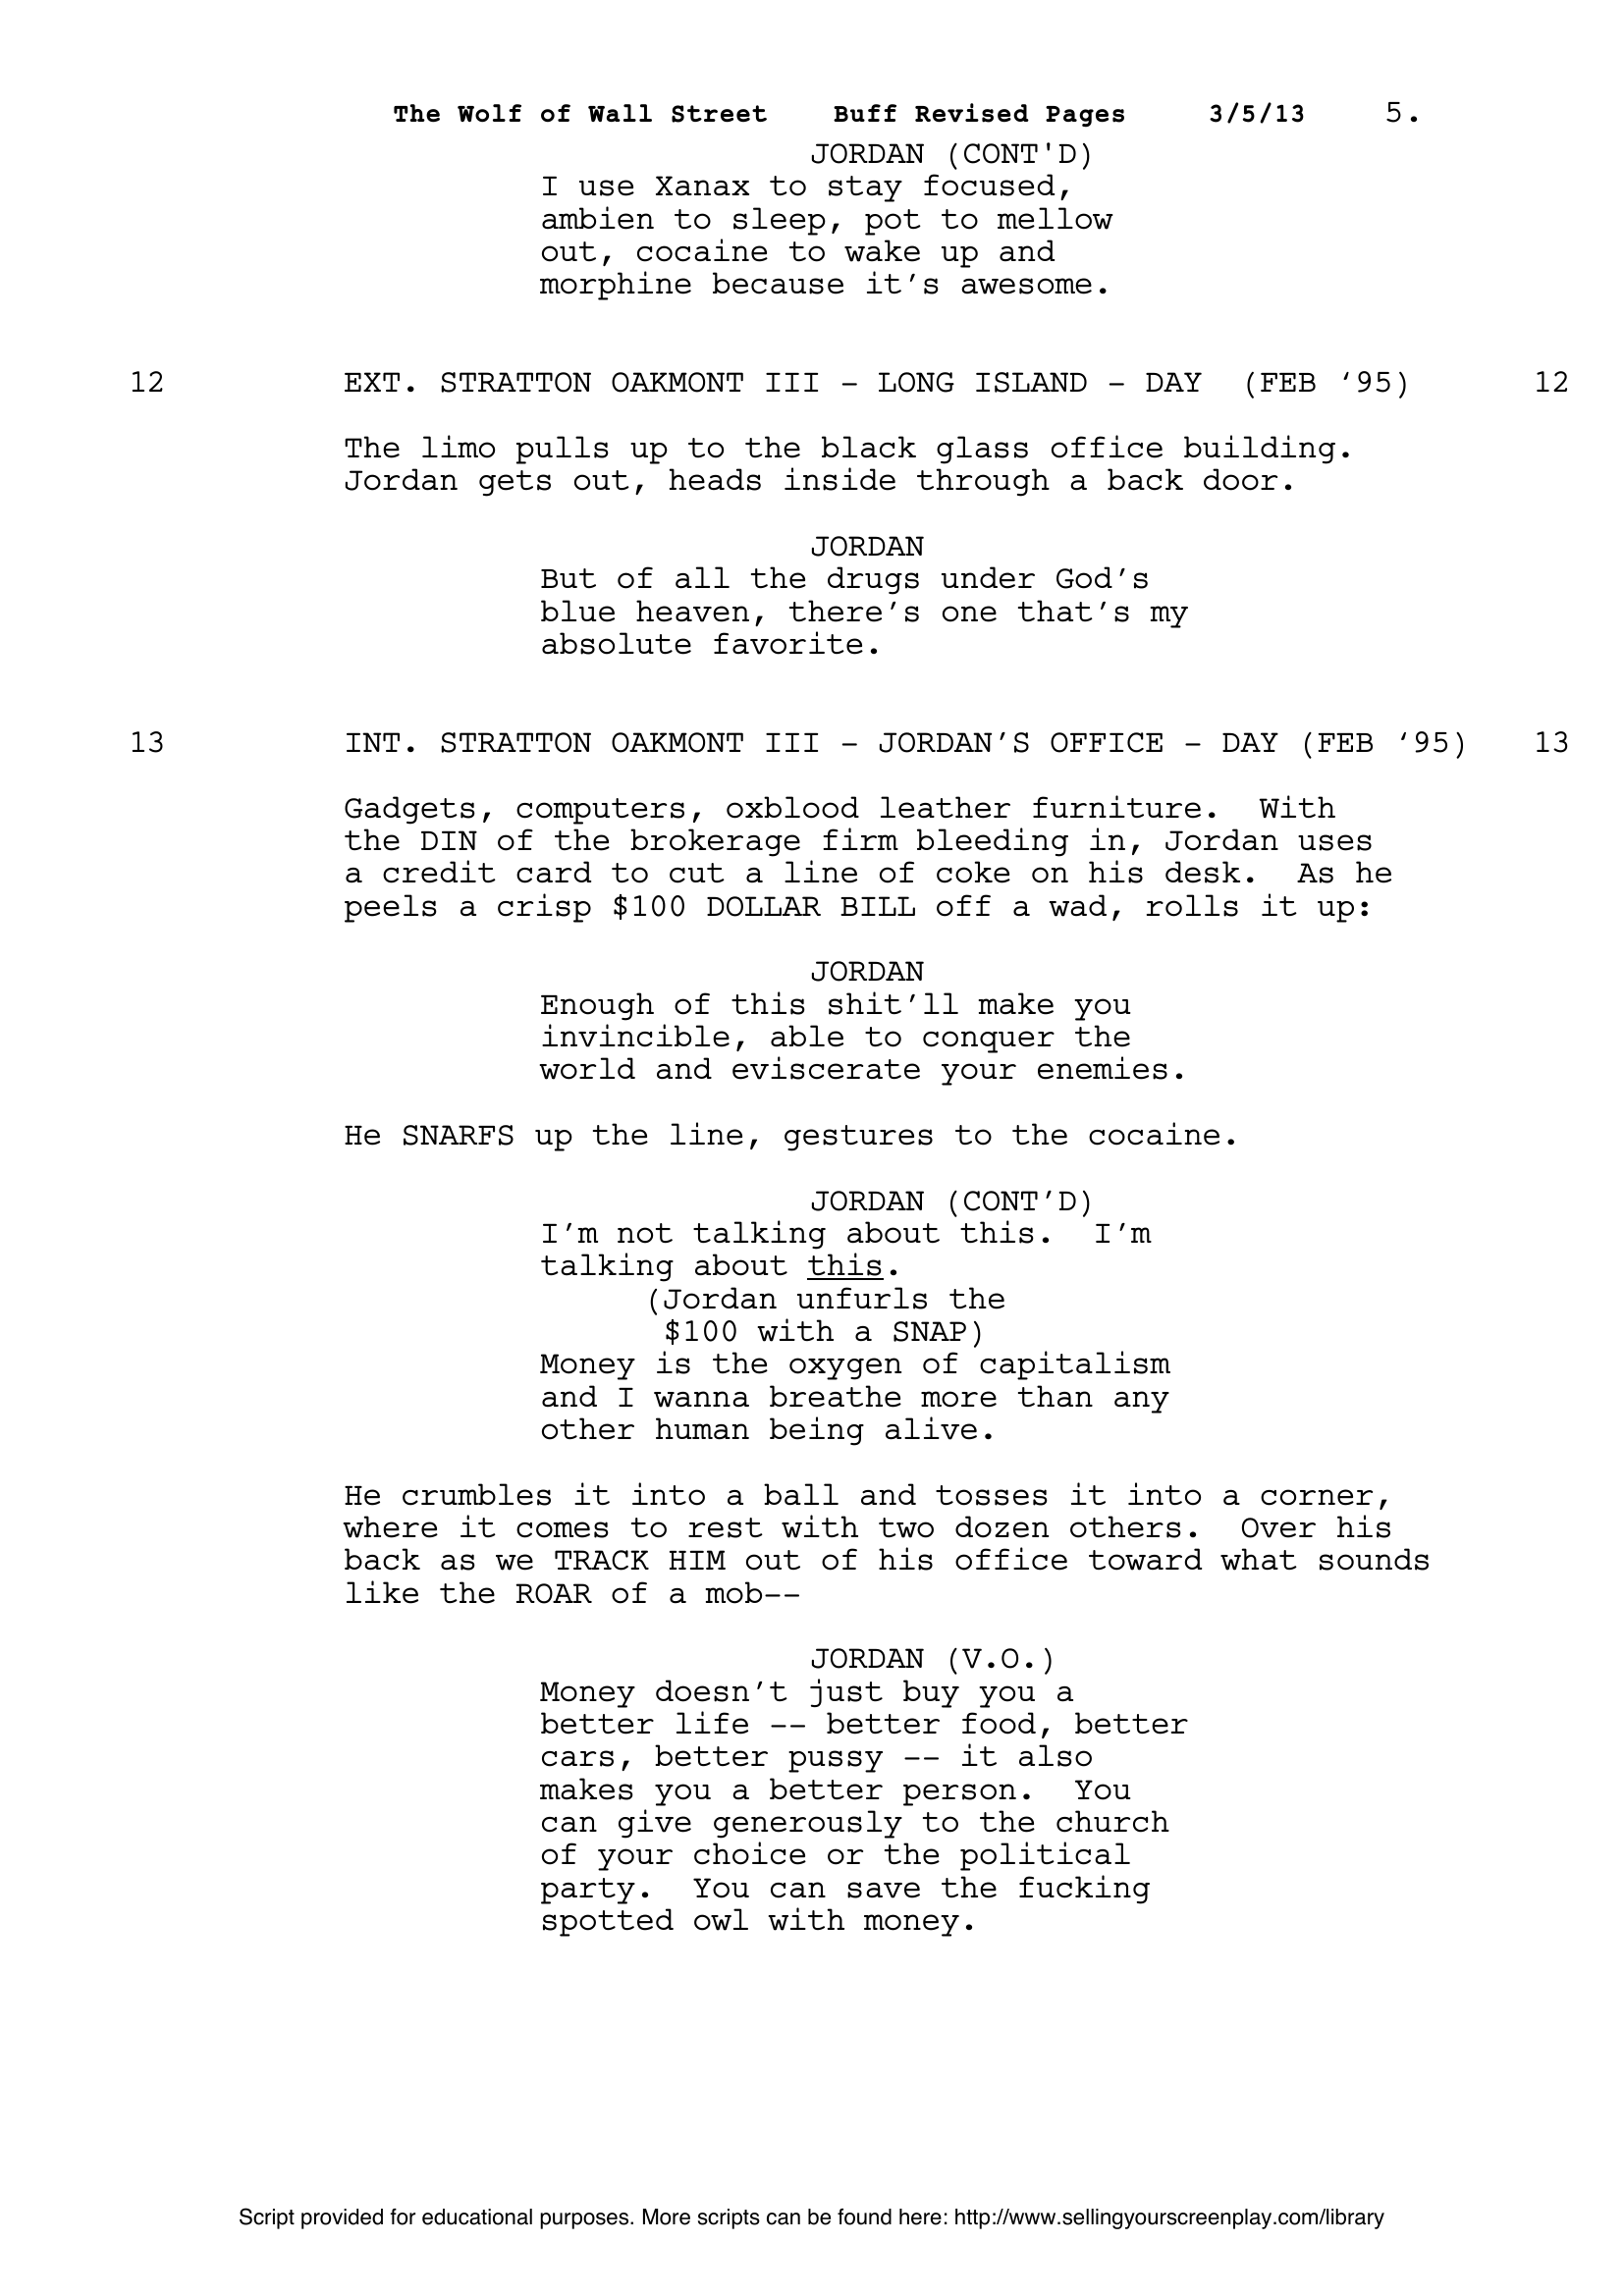 The Wolf of Wall Street Buff Revised Pages 3/5/13 5.
JORDAN (CONT'D)
I use Xanax to stay focused,
ambien to sleep, pot to mellow
out, cocaine to wake up and
morphine because it’s awesome.
12 EXT. STRATTON OAKMONT III – LONG ISLAND – DAY (FEB ‘95) 12
The limo pulls up to the black glass office building.
Jordan gets out, heads inside through a back door.
JORDAN
But of all the drugs under God’s
blue heaven, there’s one that’s my
absolute favorite.
13 INT. STRATTON OAKMONT III – JORDAN’S OFFICE – DAY (FEB ‘95) 13
Gadgets, computers, oxblood leather furniture. With
the DIN of the brokerage firm bleeding in, Jordan uses
a credit card to cut a line of coke on his desk. As he
peels a crisp $100 DOLLAR BILL off a wad, rolls it up:
JORDAN
Enough of this shit’ll make you
invincible, able to conquer the
world and eviscerate your enemies.
He SNARFS up the line, gestures to the cocaine.
JORDAN (CONT’D)
I’m not talking about this. I’m
talking about this.
(Jordan unfurls the
$100 with a SNAP)
Money is the oxygen of capitalism
and I wanna breathe more than any
other human being alive.
He crumbles it into a ball and tosses it into a corner,
where it comes to rest with two dozen others. Over his
back as we TRACK HIM out of his office toward what sounds
like the ROAR of a mob--
JORDAN (V.O.)
Money doesn’t just buy you a
better life -- better food, better
cars, better pussy -- it also
makes you a better person. You
can give generously to the church
of your choice or the political
party. You can save the fucking
spotted owl with money.
Script provided for educational purposes. More scripts can be found here: http://www.sellingyourscreenplay.com/library